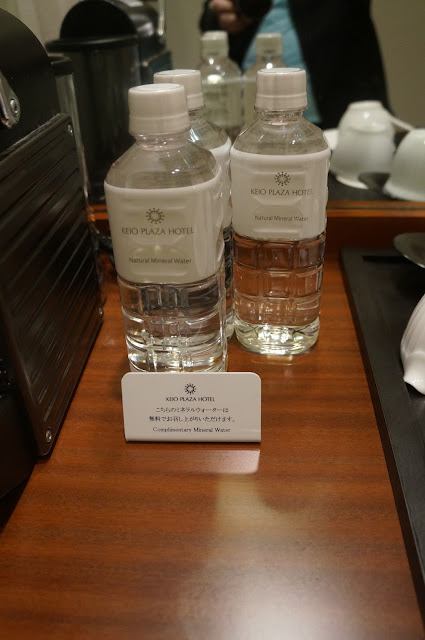 KEIO PLAZA HOTEL
Natural Mineral Water
KEIO PLAZA HOTEL
Natural Mineral Water
KEIO PLAZA HOTEL
こちらのミネラルウォーターは
無料でお召し上がりいただけます。
Complimentary Mineral Water